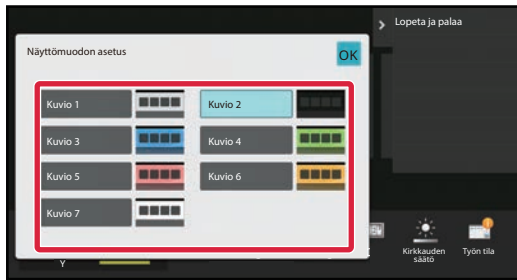 Lopeta ja palaa
Näyttömuodon asetus
OK
Kuvio 1
Kuvio 2
Kuvio 3
Kuvio 4
Kuvio 5
Kuvio 6
Kuvio 7
Kirkkauden
säätö
Työn tila
Y